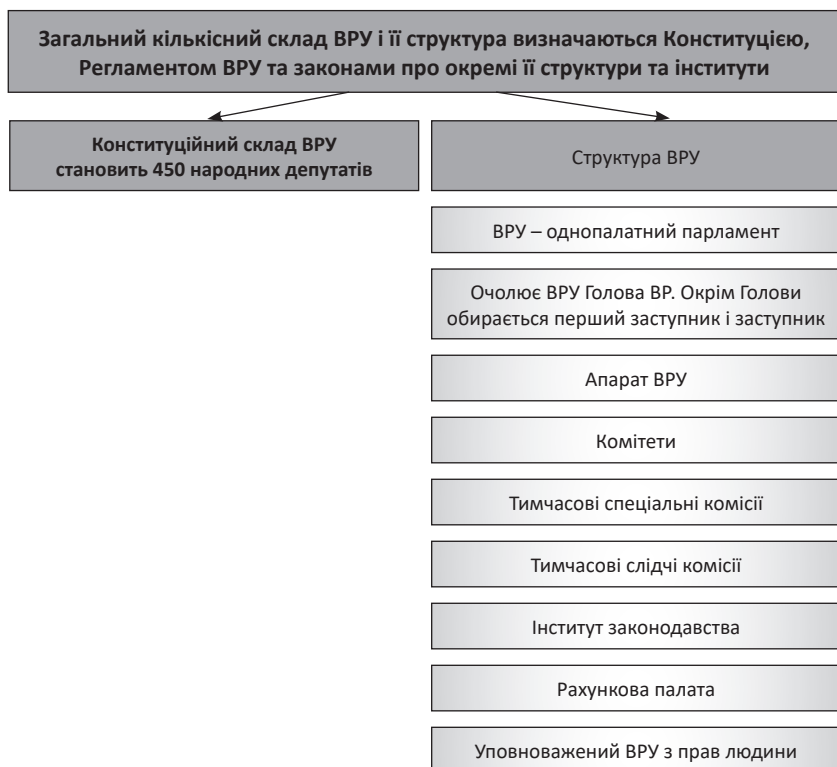 Загальний кількісний склад ВРУ і її структура визначаються Конституцією,
Регламентом ВРУ та законами про окремі її структури та інститути
Конституційний склад ВРУ
становить 450 народних депутатів
Структура ВРУ
ВРУ – однопалатний парламент
Очолює ВРУ Голова ВР. Окрім Голови
обирається перший заступник і заступник
Апарат ВРУ
Комітети
Тимчасові спеціальні комісії
Тимчасові слідчі комісії
Інститут законодавства
Рахункова палата
Уповноважений ВРУ з прав людини